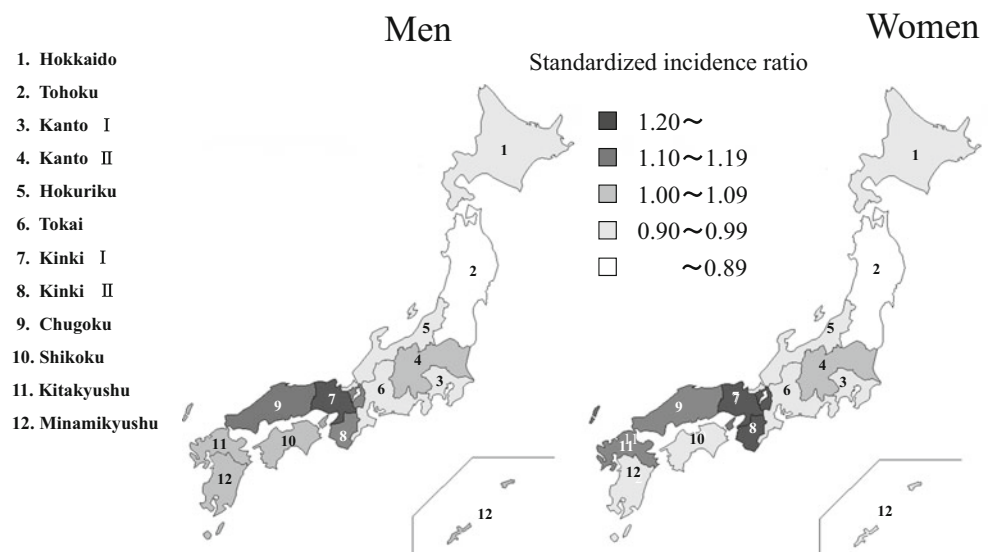 Men
Women
1. Hokkaido
2. Tohoku
3. Kanto Ⅰ
4. Kanto Ⅱ
5. Hokuriku
6. Tokai
7. Kinki Ⅰ
8. Kinki Ⅱ
9. Chugoku
10. Shikoku
11. Kitakyushu
12. Minamikyushu
Standardized incidence ratio
1.20～
1.10～1.19
1.00～1.09
0.90～0.99
～0.89
1
2
5
4
3
6
7
9
8
10
11
12
12
1
2
5
4
3
6
7
9
8
10
11
12
12